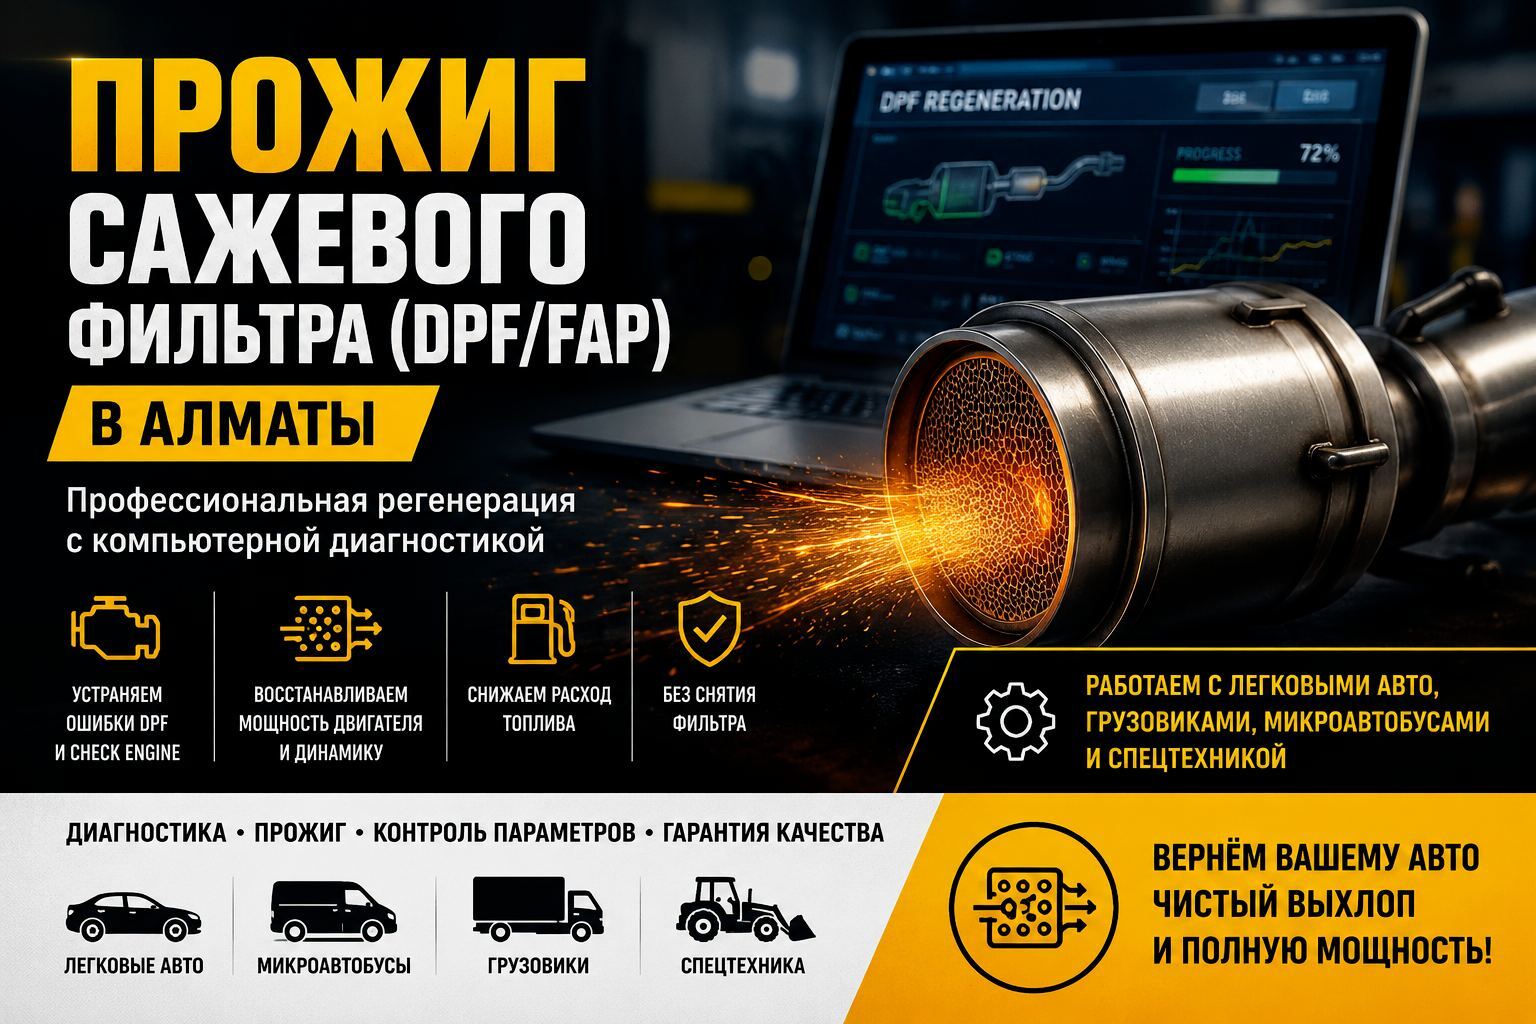 ПРОЖИГ
САЖЕВОГО
ФИЛЬТРА (DPF/FAP)
В АЛМАТЫ
Профессиональная регенерация
с компьютерной диагностикой
DPF REGENERATION
PROGRESS 72%
УСТРАНЯЕМ
ОШИБКИ DPF
И CHECK ENGINE
ВОССТАНАВЛИВАЕМ
МОЩНОСТЬ ДВИГАТЕЛЯ
И ДИНАМИКУ
СНИЖАЕМ РАСХОД
ТОПЛИВА
БЕЗ СНЯТИЯ
ФИЛЬТРА
РАБОТАЕМ С ЛЕГКОВЫМИ АВТО,
ГРУЗОВИКАМИ, МИКРОАВТОБУСАМИ
И СПЕЦТЕХНИКОЙ
ДИАГНОСТИКА • ПРОЖИГ • КОНТРОЛЬ ПАРАМЕТРОВ • ГАРАНТИЯ КАЧЕСТВА
ЛЕГКОВЫЕ АВТО
МИКРОАВТОБУСЫ
ГРУЗОВИКИ
СПЕЦТЕХНИКА
ВЕРНЁМ ВАШЕМУ АВТО
ЧИСТЫЙ ВЫХЛОП
И ПОЛНУЮ МОЩНОСТЬ!